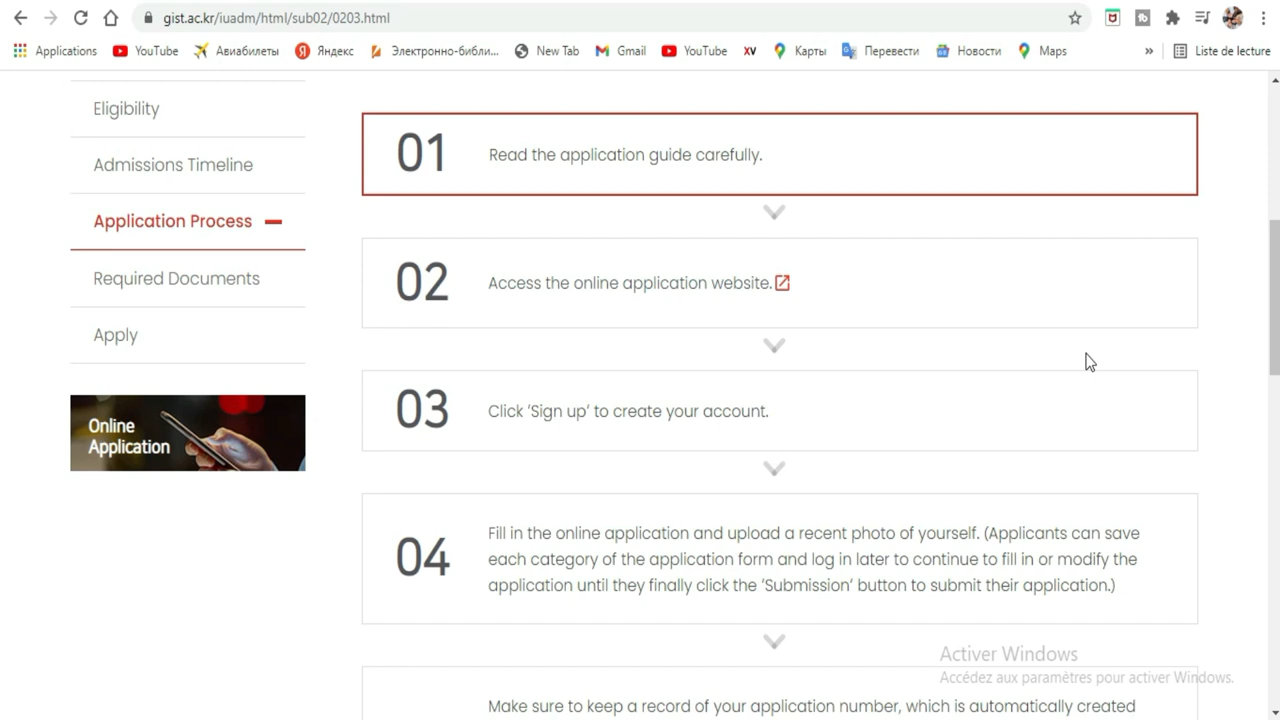 gist.ac.kr/iuadm/html/sub02/0203.html
Applications YouTube Авиабилеты Яндекс Электронно-библи... New Tab Gmail YouTube XV Карты Перевести Новости Maps » Liste de lecture
Eligibility
Admissions Timeline
Application Process
Required Documents
Apply
Online
Application
01 Read the application guide carefully.
02 Access the online application website.
03 Click 'Sign up' to create your account.
04 Fill in the online application and upload a recent photo of yourself. (Applicants can save
each category of the application form and log in later to continue to fill in or modify the
application until they finally click the 'Submission' button to submit their application.)
Make sure to keep a record of your application number, which is automatically created
Activer Windows
Accédez aux paramètres pour activer Windows.